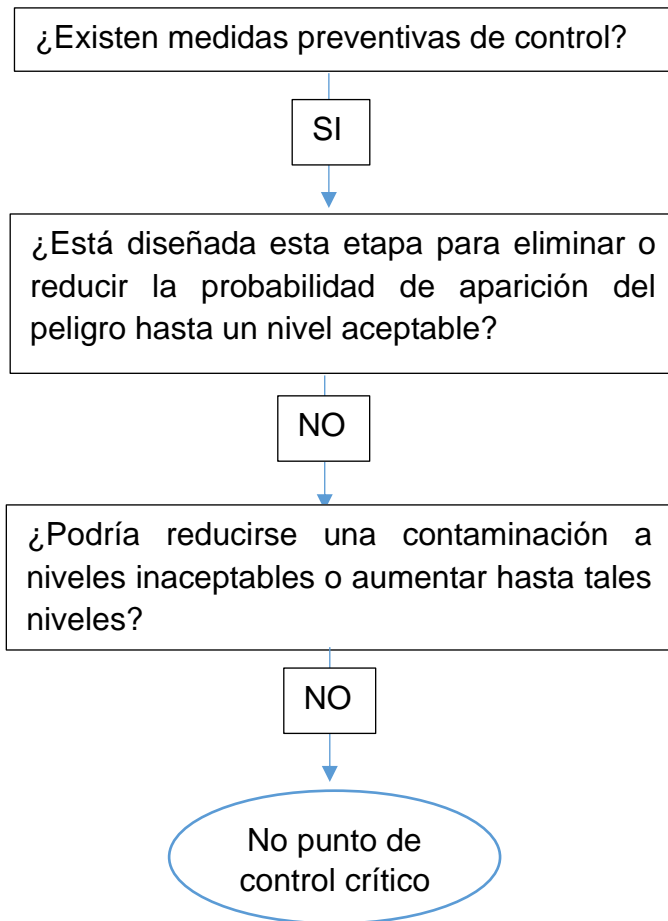 ¿Existen medidas preventivas de control?
SI
¿Está diseñada esta etapa para eliminar o
reducir la probabilidad de aparición del
peligro hasta un nivel aceptable?
NO
¿Podría reducirse una contaminación a
niveles inaceptables o aumentar hasta tales
niveles?
NO
No punto de
control crítico